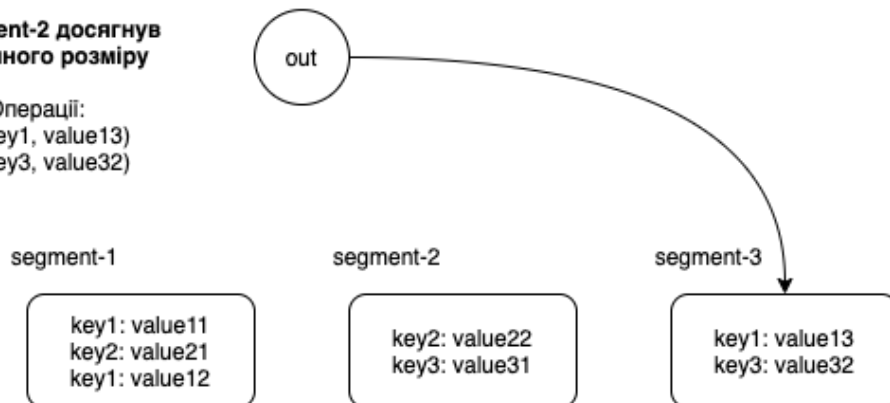 ent-2 досягнув
ного розміру
Операції:
ey1, value13)
ey3, value32)
out
segment-1
segment-2
segment-3
key1: value11
key2: value21
key1: value12
key2: value22
key3: value31
key1: value13
key3: value32